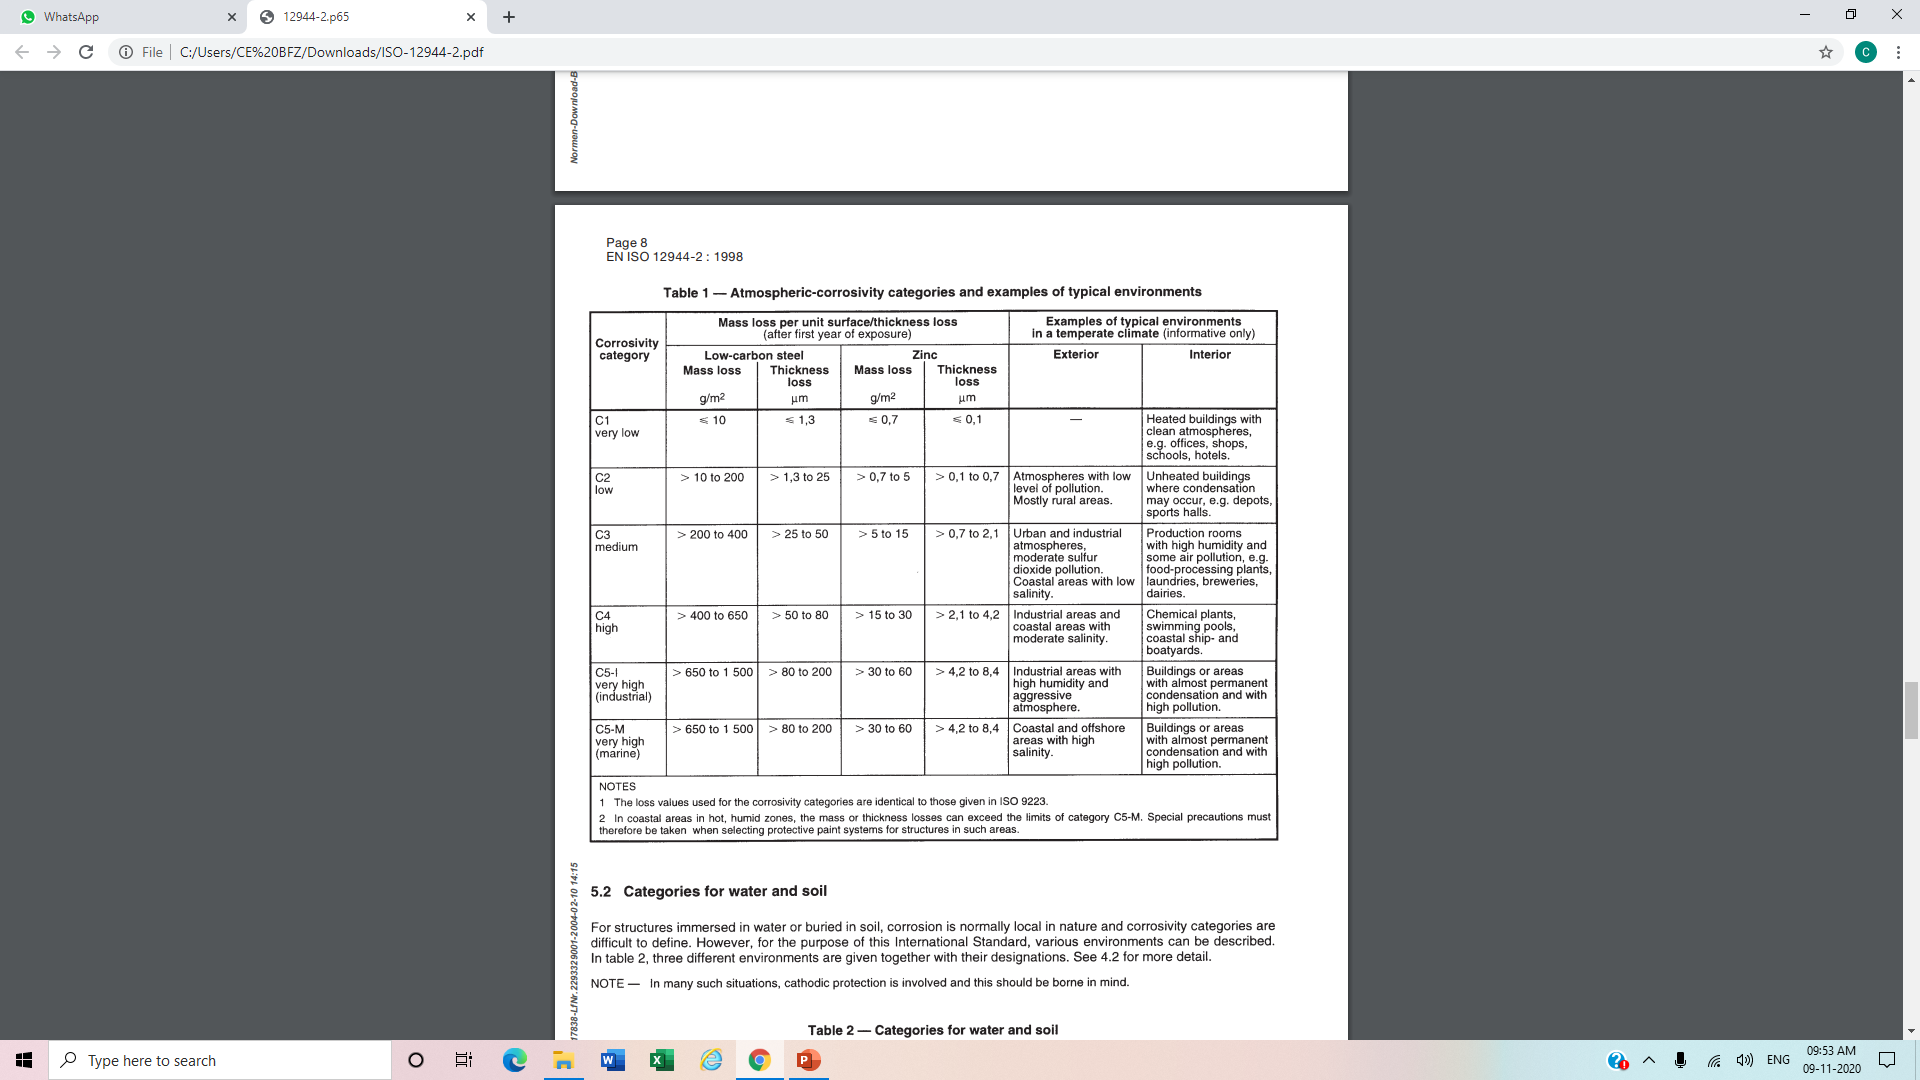 WhatsApp
12944-2.p65
File
C:/Users/CE%20BFZ/Downloads/ISO-12944-2.pdf
C
Normen-Download-B
Page 8
EN ISO 12944-2 : 1998
Table 1 — Atmospheric-corrosivity categories and examples of typical environments
Corrosivity
category
Mass loss per unit surface/thickness loss
(after first year of exposure)
Examples of typical environments
in a temperate climate (informative only)
Low-carbon steel
Zinc
Exterior
Interior
Mass loss
Thickness
loss
Mass loss
Thickness
loss
g/m²
μm
g/m²
μm
C1
very low
⩽ 10
⩽ 1,3
⩽ 0,7
⩽ 0,1
—
Heated buildings with
clean atmospheres,
e.g. offices, shops,
schools, hotels.
C2
low
> 10 to 200
> 1,3 to 25
> 0,7 to 5
> 0,1 to 0,7
Atmospheres with low
level of pollution.
Mostly rural areas.
Unheated buildings
where condensation
may occur, e.g. depots,
sports halls.
C3
medium
> 200 to 400
> 25 to 50
> 5 to 15
> 0,7 to 2,1
Urban and industrial
atmospheres,
moderate sulfur
dioxide pollution.
Coastal areas with low
salinity.
Production rooms
with high humidity and
some air pollution, e.g.
food-processing plants,
laundries, breweries,
dairies.
C4
high
> 400 to 650
> 50 to 80
> 15 to 30
> 2,1 to 4,2
Industrial areas and
coastal areas with
moderate salinity.
Chemical plants,
swimming pools,
coastal ship- and
boatyards.
C5-I
very high
(industrial)
> 650 to 1 500
> 80 to 200
> 30 to 60
> 4,2 to 8,4
Industrial areas with
high humidity and
aggressive
atmosphere.
Buildings or areas
with almost permanent
condensation and with
high pollution.
C5-M
very high
(marine)
> 650 to 1 500
> 80 to 200
> 30 to 60
> 4,2 to 8,4
Coastal and offshore
areas with high
salinity.
Buildings or areas
with almost permanent
condensation and with
high pollution.
NOTES
1 The loss values used for the corrosivity categories are identical to those given in ISO 9223.
2 In coastal areas in hot, humid zones, the mass or thickness losses can exceed the limits of category C5-M. Special precautions must
therefore be taken when selecting protective paint systems for structures in such areas.
17838-LfNr.2293329001-2004-02-10 14:15
5.2 Categories for water and soil
For structures immersed in water or buried in soil, corrosion is normally local in nature and corrosivity categories are
difficult to define. However, for the purpose of this International Standard, various environments can be described.
In table 2, three different environments are given together with their designations. See 4.2 for more detail.
NOTE — In many such situations, cathodic protection is involved and this should be borne in mind.
Table 2 — Categories for water and soil
Type here to search
ENG
09:53 AM
09-11-2020